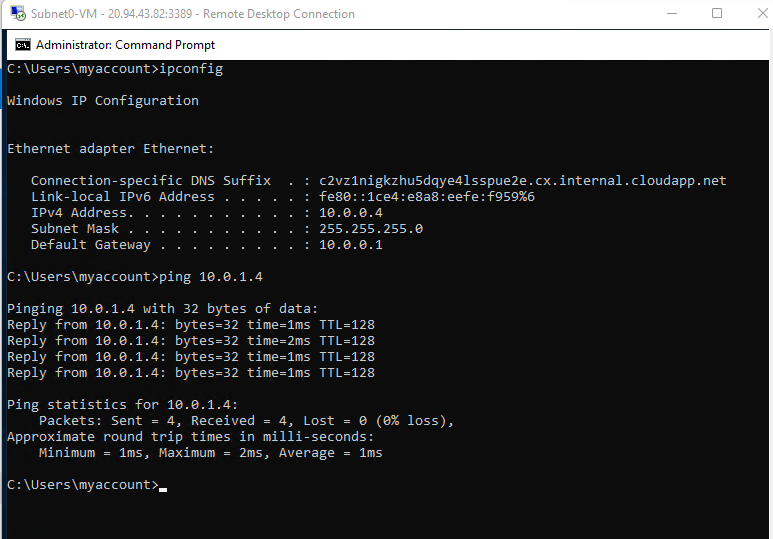 Subnet0-VM - 20.94.43.82:3389 - Remote Desktop Connection
Administrator: Command Prompt
C:\Users\myaccount>ipconfig
Windows IP Configuration
Ethernet adapter Ethernet:
Connection-specific DNS Suffix  . : c2vz1nigkzhu5dqye4lsspue2e.cx.internal.cloudapp.net
Link-local IPv6 Address . . . . . : fe80::1ce4:e8a8:eefe:f959%6
IPv4 Address. . . . . . . . . . . : 10.0.0.4
Subnet Mask . . . . . . . . . . . : 255.255.255.0
Default Gateway . . . . . . . . . : 10.0.0.1
C:\Users\myaccount>ping 10.0.1.4
Pinging 10.0.1.4 with 32 bytes of data:
Reply from 10.0.1.4: bytes=32 time=1ms TTL=128
Reply from 10.0.1.4: bytes=32 time=2ms TTL=128
Reply from 10.0.1.4: bytes=32 time=1ms TTL=128
Reply from 10.0.1.4: bytes=32 time=1ms TTL=128
Ping statistics for 10.0.1.4:
Packets: Sent = 4, Received = 4, Lost = 0 (0% loss),
Approximate round trip times in milli-seconds:
Minimum = 1ms, Maximum = 2ms, Average = 1ms
C:\Users\myaccount>